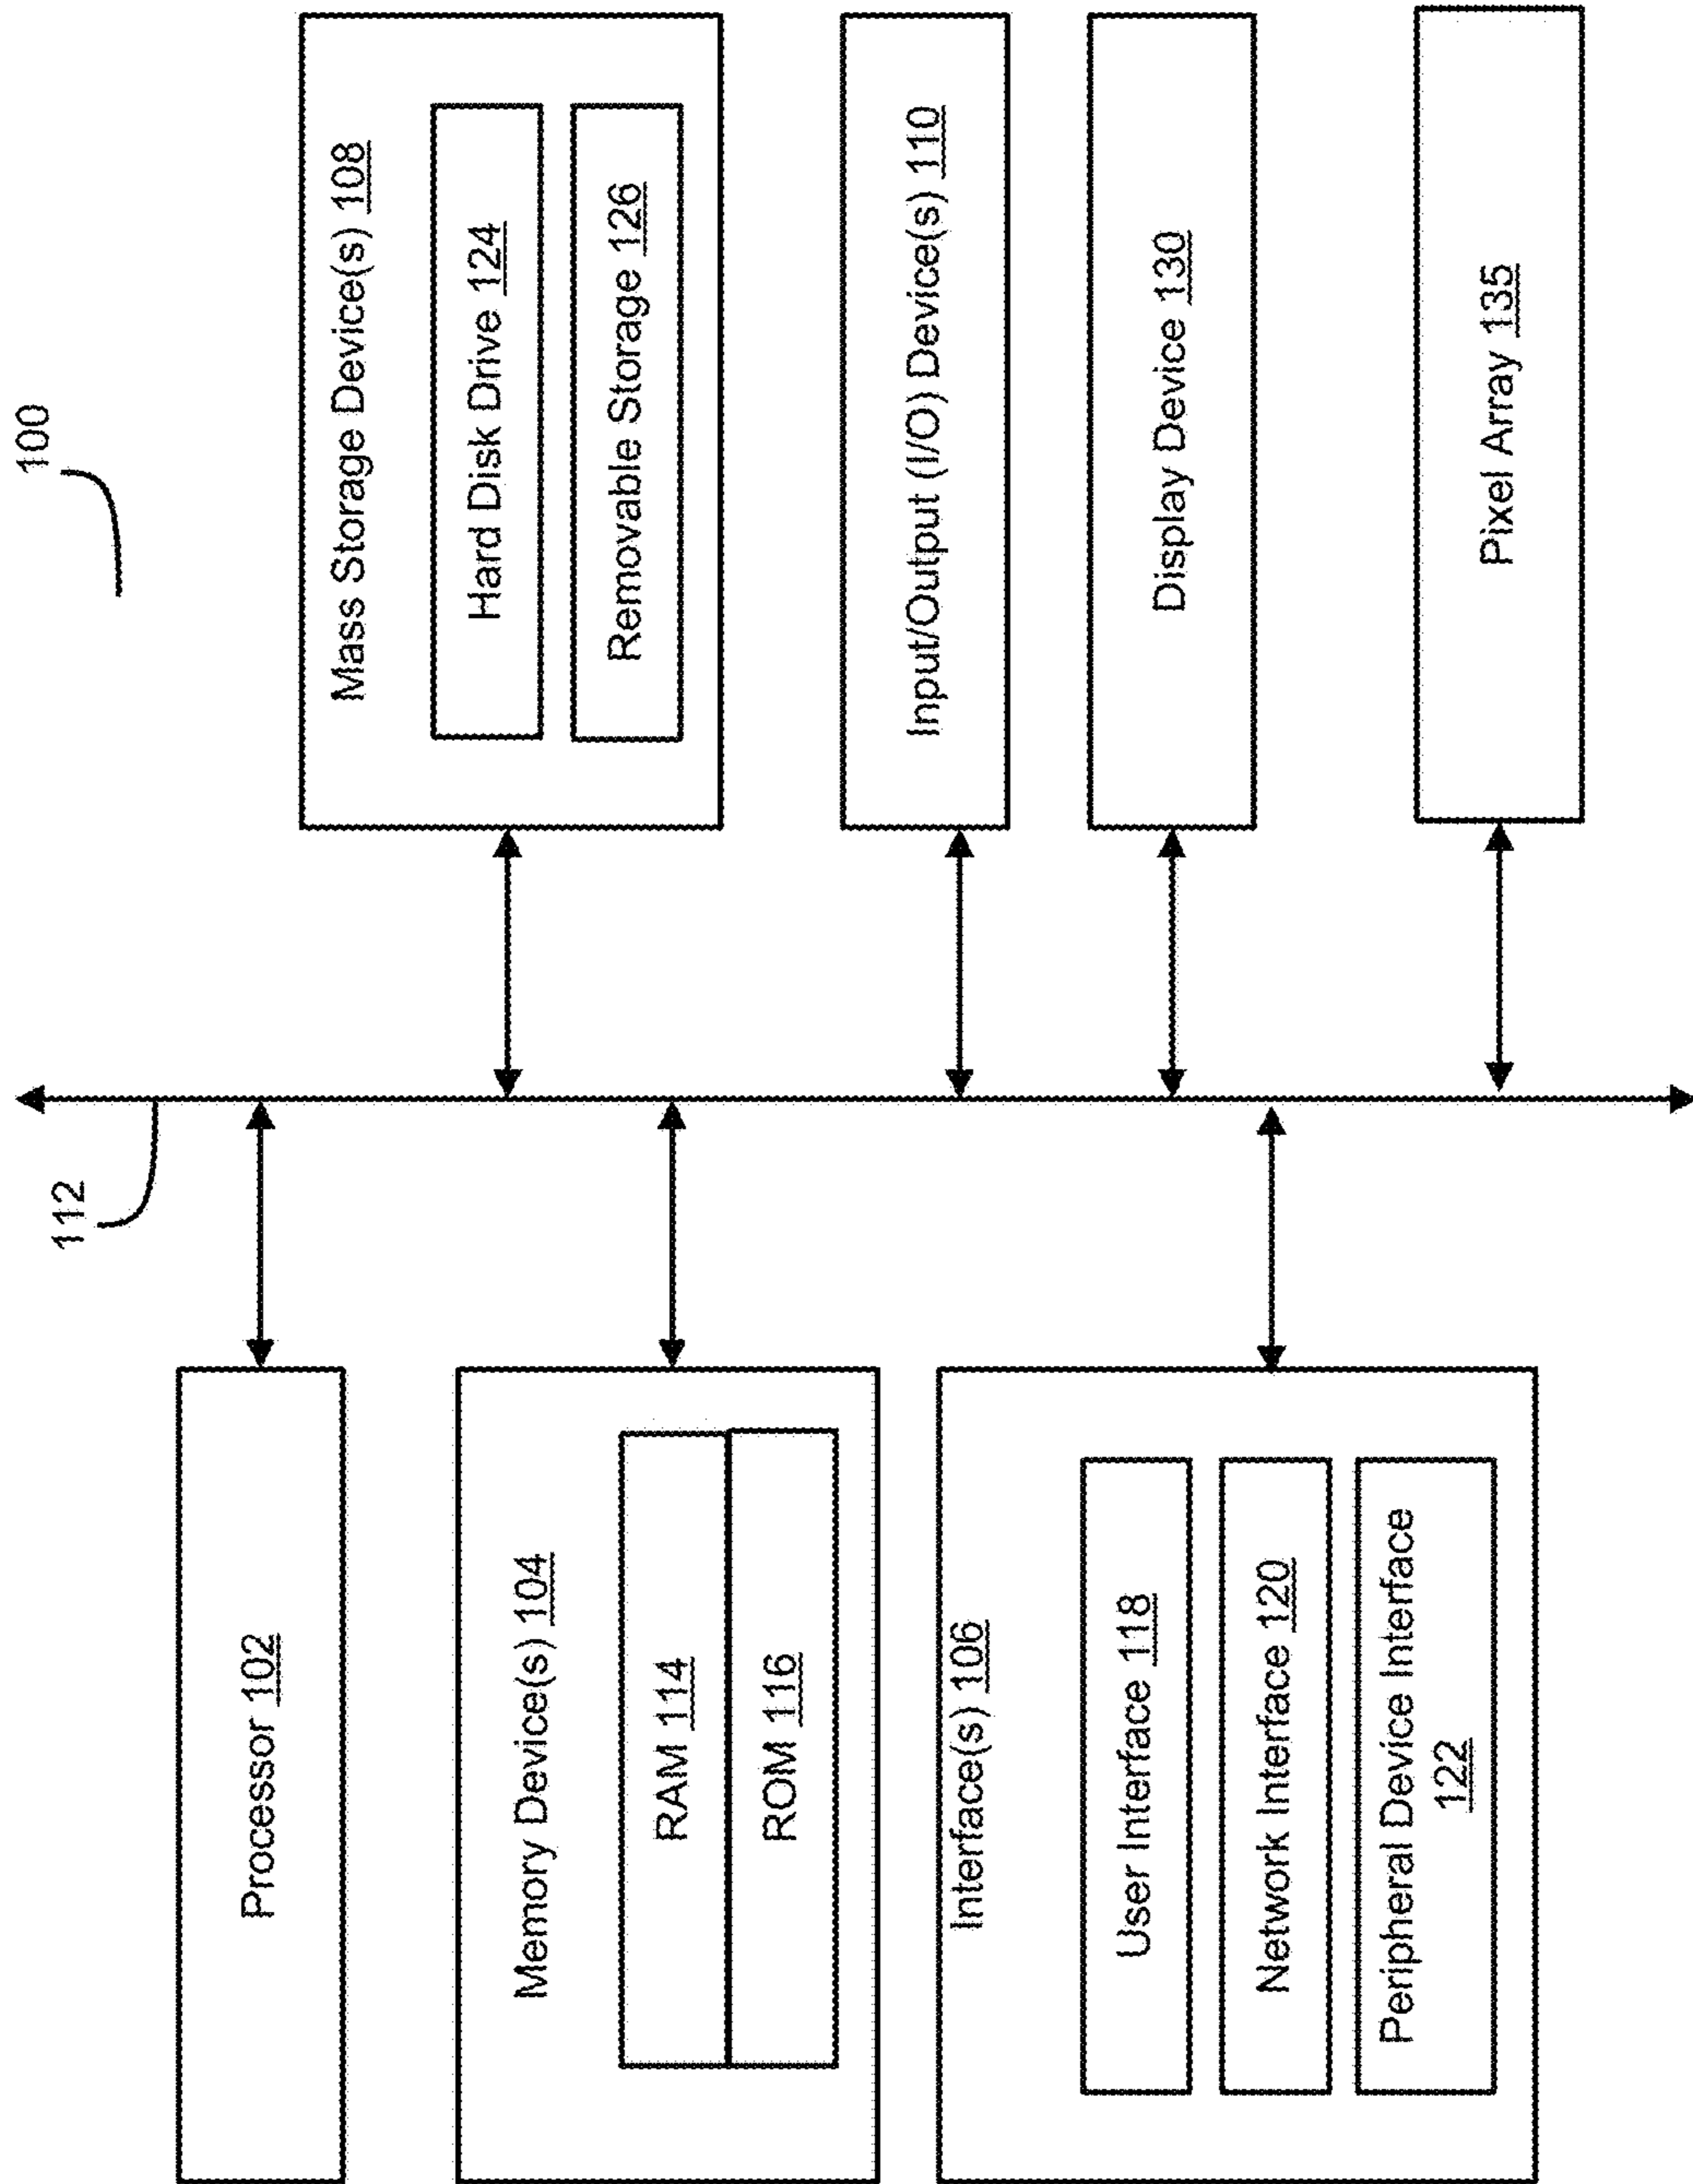 100
112
Processor 102
Memory Device(s) 104
RAM 114
ROM 116
Interface(s) 106
User Interface 118
Network Interface 120
Peripheral Device Interface
122
Mass Storage Device(s) 108
Hard Disk Drive 124
Removable Storage 126
Input/Output (I/O) Device(s) 110
Display Device 130
Pixel Array 135